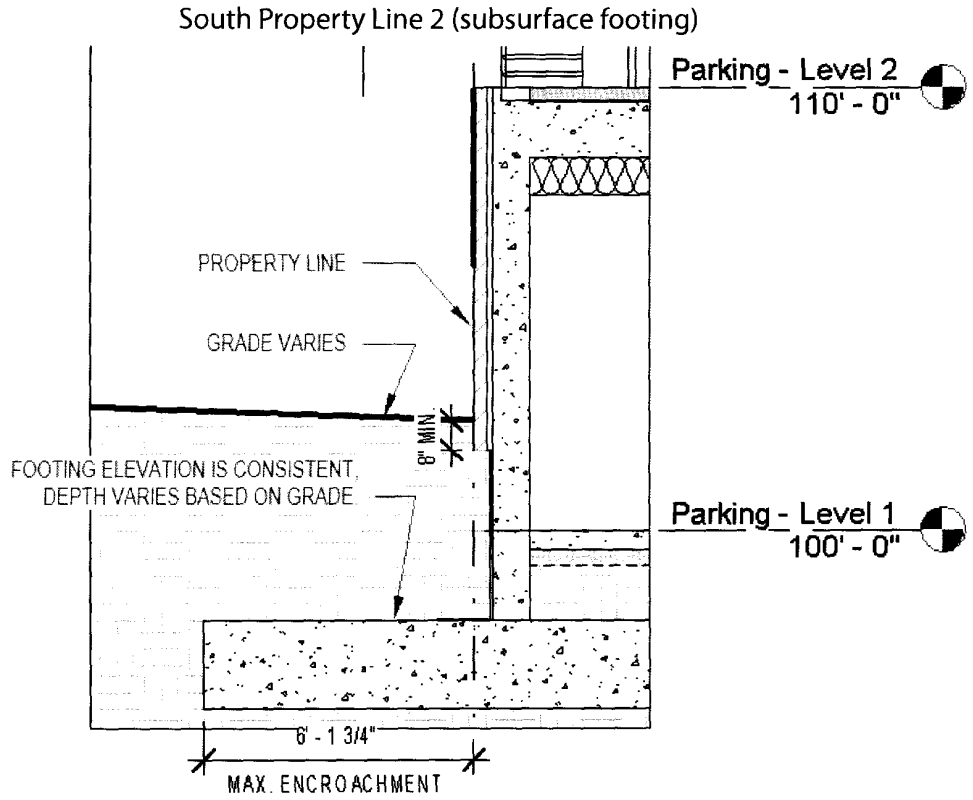 South Property Line 2 (subsurface footing)
Parking - Level 2
110' - 0"
PROPERTY LINE
GRADE VARIES
8" MIN.
FOOTING ELEVATION IS CONSISTENT,
DEPTH VARIES BASED ON GRADE
Parking - Level 1
100' - 0"
6' - 1 3/4"
MAX. ENCROACHMENT